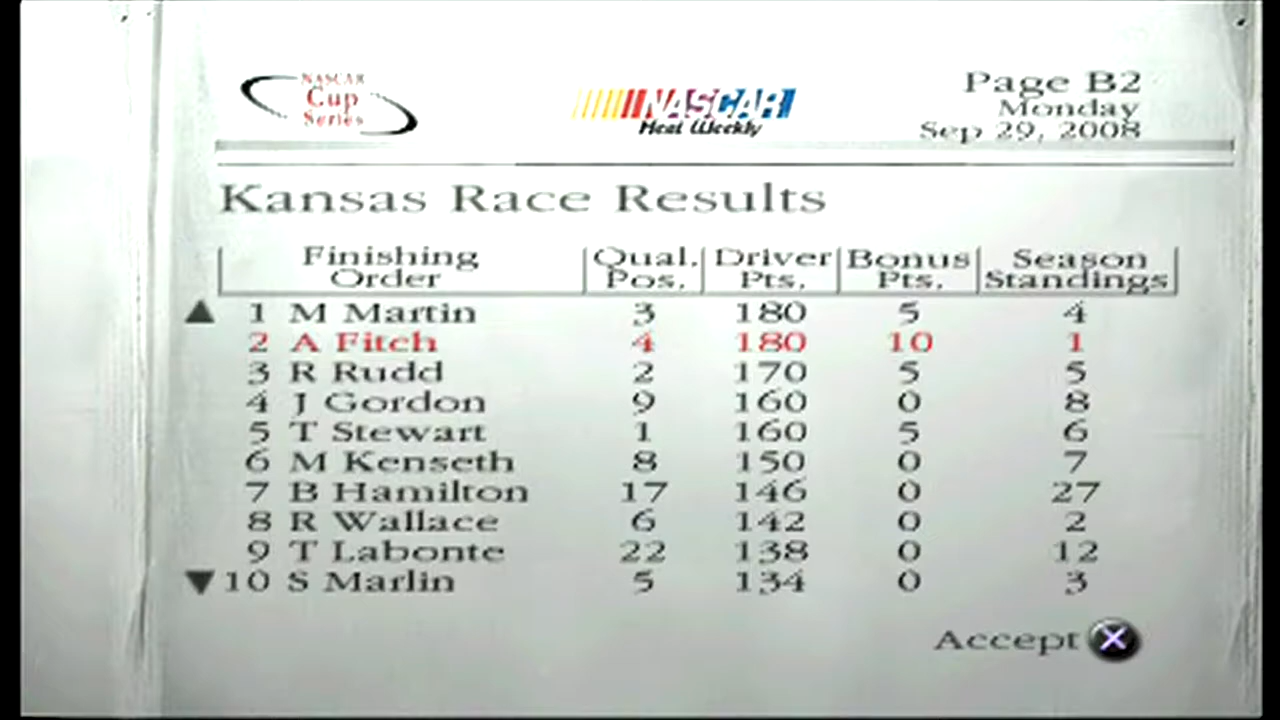 NASCAR
Cup
Series
NASCAR
Meat Weekly
Page B2
Monday
Sep 29, 2008
Kansas Race Results
Finishing Order Qual. Pos. Driver Pts. Bonus Pts. Season Standings
1 M Martin 3 180 5 4
2 A Fitch 4 180 10 1
3 R Rudd 2 170 5 5
4 J Gordon 9 160 0 8
5 T Stewart 1 160 5 6
6 M Kenseth 8 150 0 7
7 B Hamilton 17 146 0 27
8 R Wallace 6 142 0 2
9 T Labonte 22 138 0 12
10 S Marlin 5 134 0 3
Accept